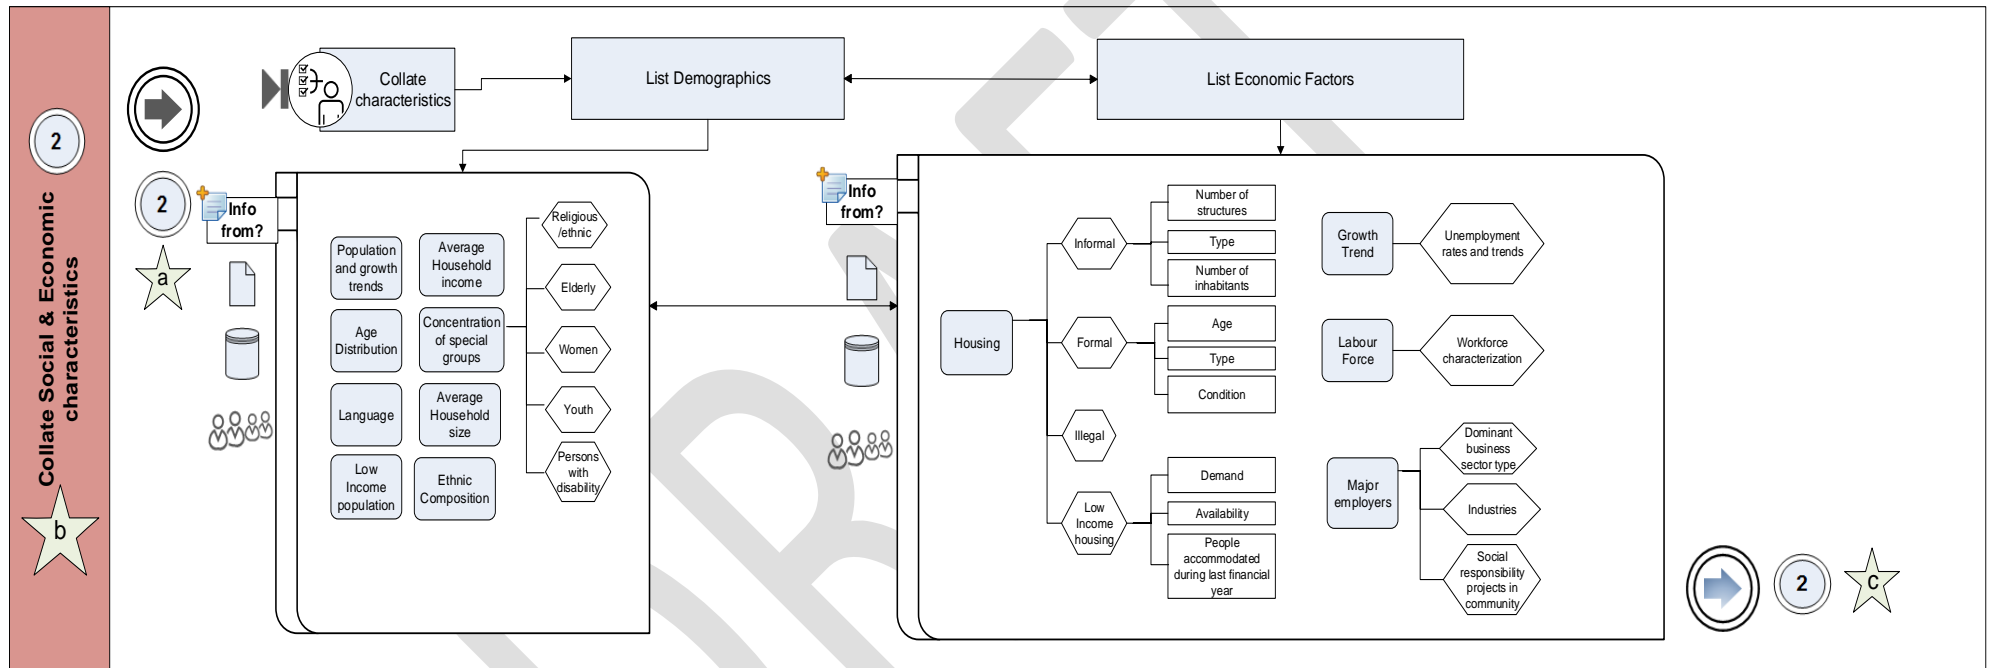 2
Collate Social & Economic
characteristics
b
2
a
Collate
characteristics
List Demographics
List Economic Factors
Info
from?
Population
and growth
trends
Average
Household
income
Age
Distribution
Concentration
of special
groups
Language
Average
Household
size
Low
Income
population
Ethnic
Composition
Religious
/ethnic
Elderly
Women
Youth
Persons
with
disability
Info
from?
Housing
Informal
Number of
structures
Type
Number of
inhabitants
Formal
Age
Type
Condition
Illegal
Low
Income
housing
Demand
Availability
People
accommodated
during last financial
year
Growth
Trend
Unemployment
rates and trends
Labour
Force
Workforce
characterization
Major
employers
Dominant
business
sector type
Industries
Social
responsibility
projects in
community
2
c
DRAFT